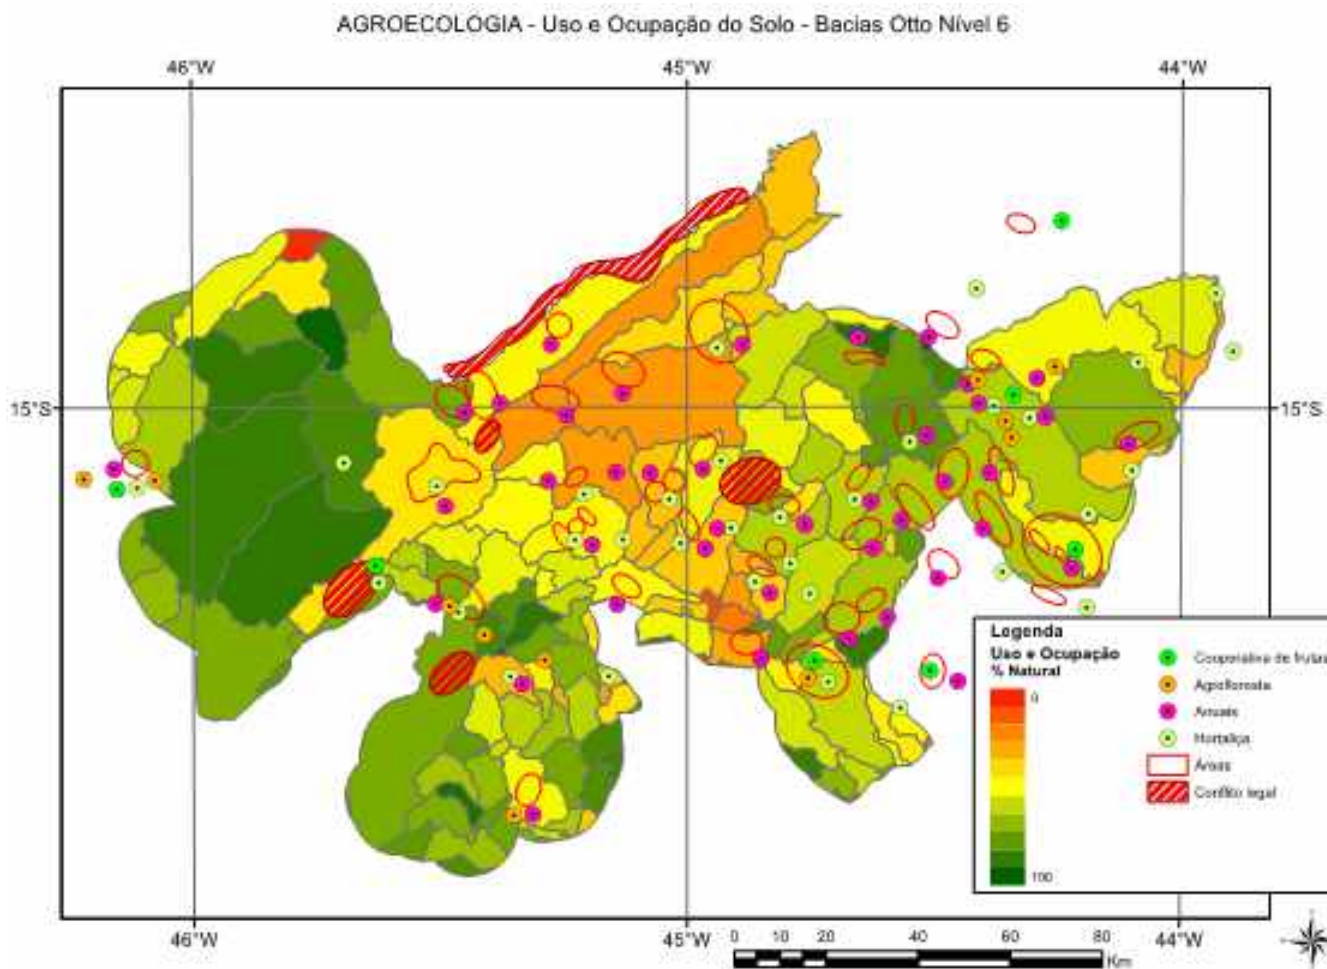 AGROECOLOGIA - Uso e Ocupação do Solo - Bacias Otto Nível 6
46°W 45°W 44°W
15°S 15°S
Legenda
Uso e Ocupação
% Natural
0
100
Cooperativa de frutas
Agrofloresta
Anuais
Hortaliça
Áreas
Conflito legal
46°W 45°W 44°W
0 10 20 40 60 80
Km